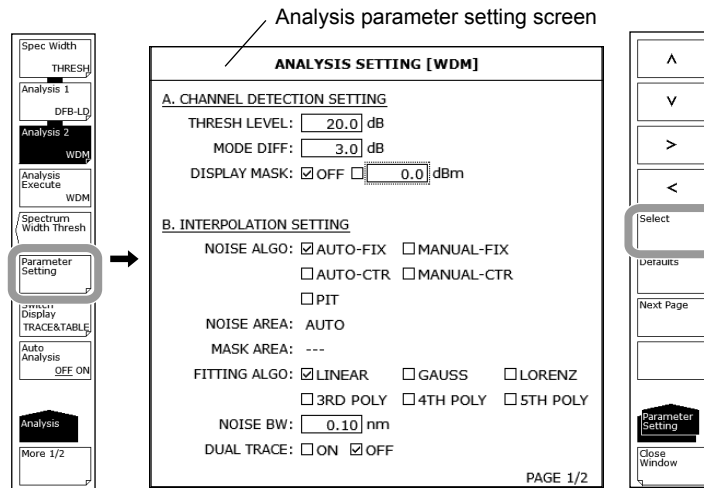 Analysis parameter setting screen
Spec Width
THRESH
Analysis 1
DFB-LD
Analysis 2
WDM
Analysis
Execute
WDM
Spectrum
Width Thresh
Parameter
Setting
Switch
Display
TRACE&TABLE
Auto
Analysis
OFF ON
Analysis
More 1/2
ANALYSIS SETTING [WDM]
A. CHANNEL DETECTION SETTING
THRESH LEVEL: 20.0 dB
MODE DIFF: 3.0 dB
DISPLAY MASK: ☑ OFF ☐ 0.0 dBm
B. INTERPOLATION SETTING
NOISE ALGO: ☑ AUTO-FIX ☐ MANUAL-FIX
☐ AUTO-CTR ☐ MANUAL-CTR
☐ PIT
NOISE AREA: AUTO
MASK AREA: ---
FITTING ALGO: ☑ LINEAR ☐ GAUSS ☐ LORENZ
☐ 3RD POLY ☐ 4TH POLY ☐ 5TH POLY
NOISE BW: 0.10 nm
DUAL TRACE: ☐ ON ☑ OFF
PAGE 1/2
Select
Defaults
Next Page
Parameter
Setting
Close
Window